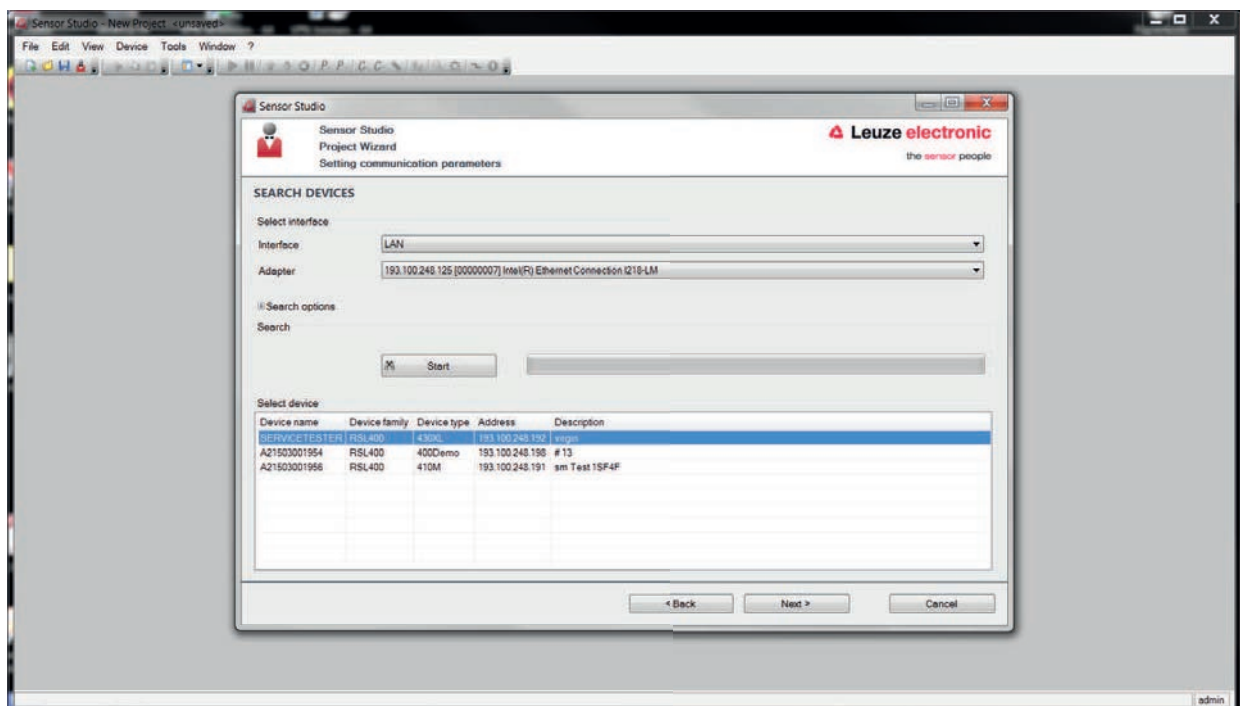 Sensor Studio - New Project <unsaved>
File Edit View Device Tools Window ?
Sensor Studio
Sensor Studio
Project Wizard
Setting communication parameters
Leuze electronic
the sensor people
SEARCH DEVICES
Select interface
Interface LAN
Adapter 193.100.248.125 [00000007] Intel(R) Ethernet Connection I218-LM
Search options
Search
Start
Select device
Device name Device family Device type Address Description
SERVICETESTER RSL400 430XL 193.100.248.192 virgin
A21503001954 RSL400 400Demo 193.100.248.198 # 13
A21503001956 RSL400 410M 193.100.248.191 sm Test 1SF4F
< Back Next > Cancel
admin